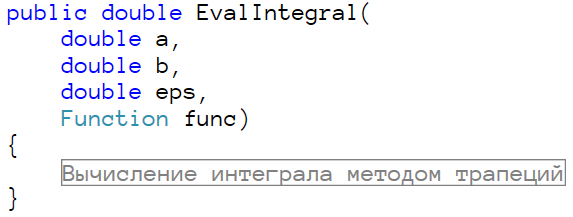 public double EvalIntegral(
    double a,
    double b,
    double eps,
    Function func)
{
    Вычисление интеграла методом трапеций
}